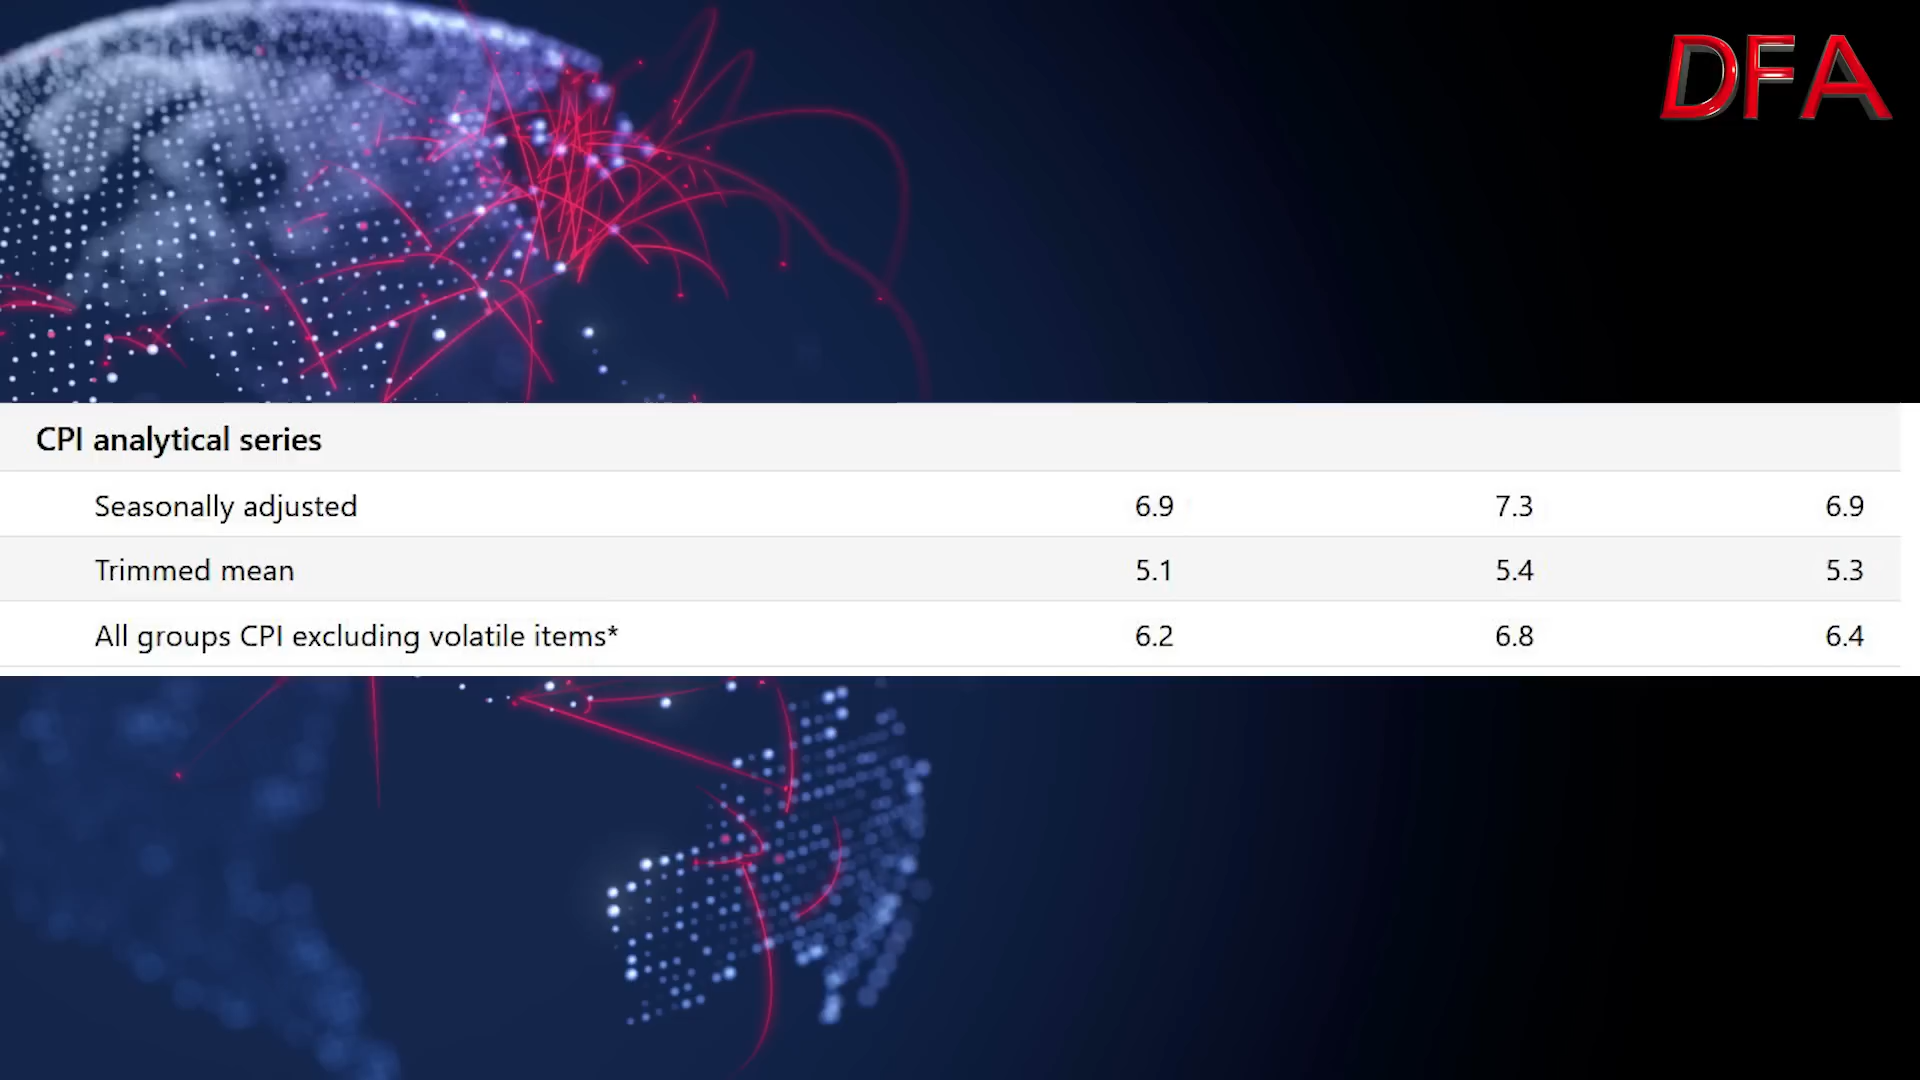 DFA
CPI analytical series
Seasonally adjusted 6.9 7.3 6.9
Trimmed mean 5.1 5.4 5.3
All groups CPI excluding volatile items* 6.2 6.8 6.4